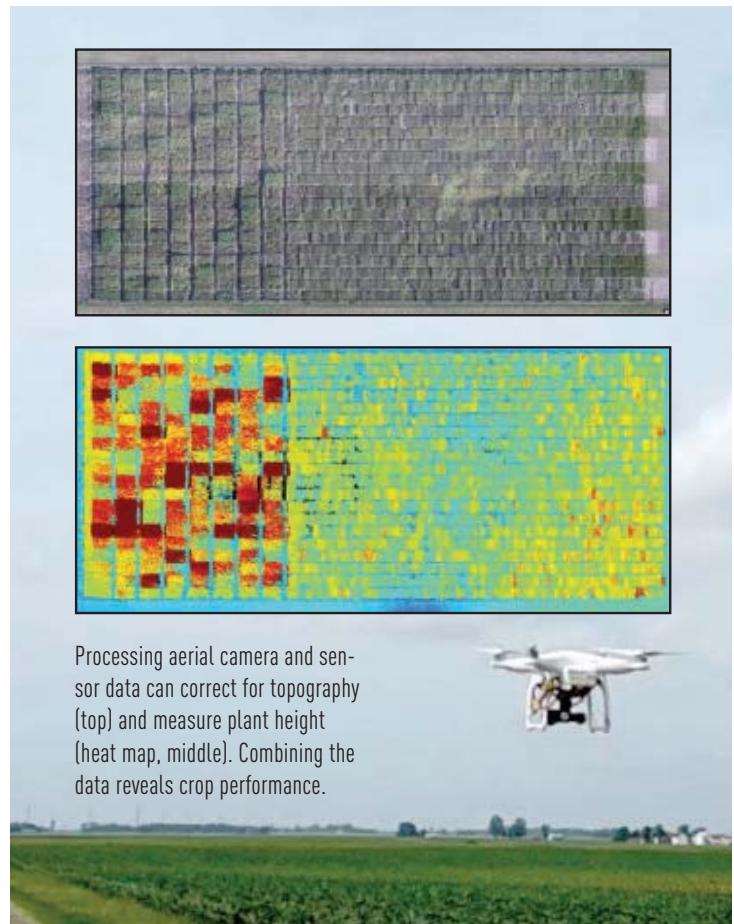 Processing aerial camera and sen-
sor data can correct for topography
(top) and measure plant height
(heat map, middle). Combining the
data reveals crop performance.